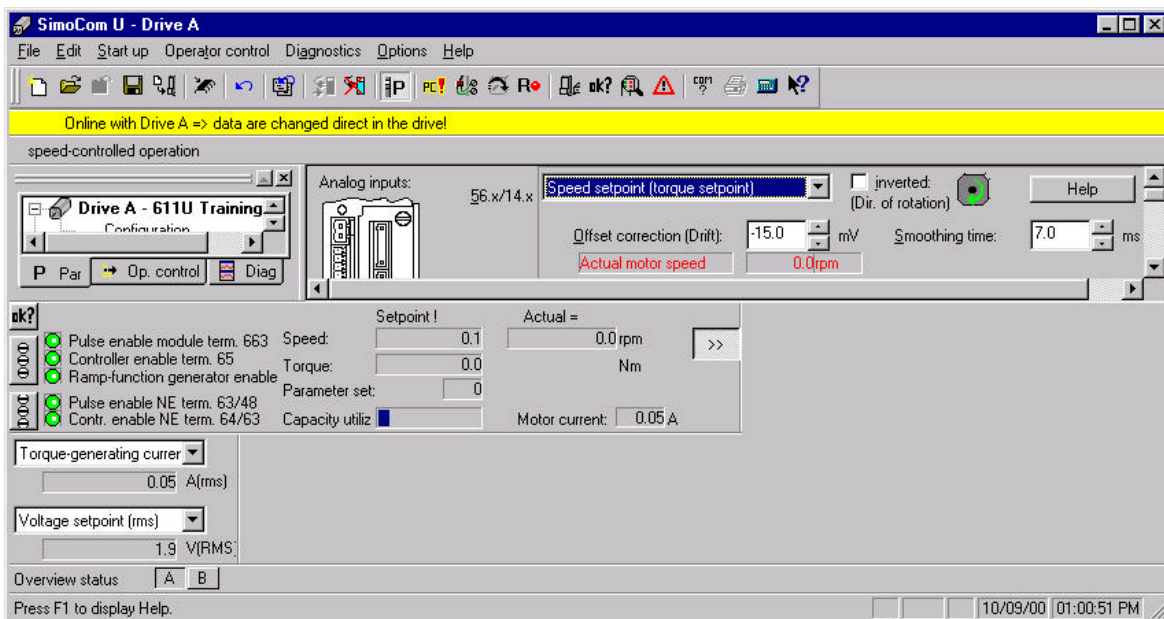 SimoCom U - Drive A
File Edit Start up Operator control Diagnostics Options Help
P PC! R ok? COM ?
Online with Drive A => data are changed direct in the drive!
speed-controlled operation
Drive A - 611U Training
Configuration
P Par Op. control Diag
Analog inputs:
56.x/14.x Speed setpoint (torque setpoint) inverted:
(Dir. of rotation) Help
Offset correction (Drift): -15.0 mV Smoothing time: 7.0 ms
Actual motor speed 0.0rpm
ok? Setpoint ! Actual =
Pulse enable module term. 663 Speed: 0.1 0.0 rpm >>
Controller enable term. 65
Ramp-function generator enable Torque: 0.0 Nm
Parameter set: 0
Pulse enable NE term. 63/48
Contr. enable NE term. 64/63 Capacity utiliz Motor current: 0.05 A
Torque-generating currer
0.05 A(rms)
Voltage setpoint (rms)
1.9 V(RMS)
Overview status A B
Press F1 to display Help. 10/09/00 01:00:51 PM